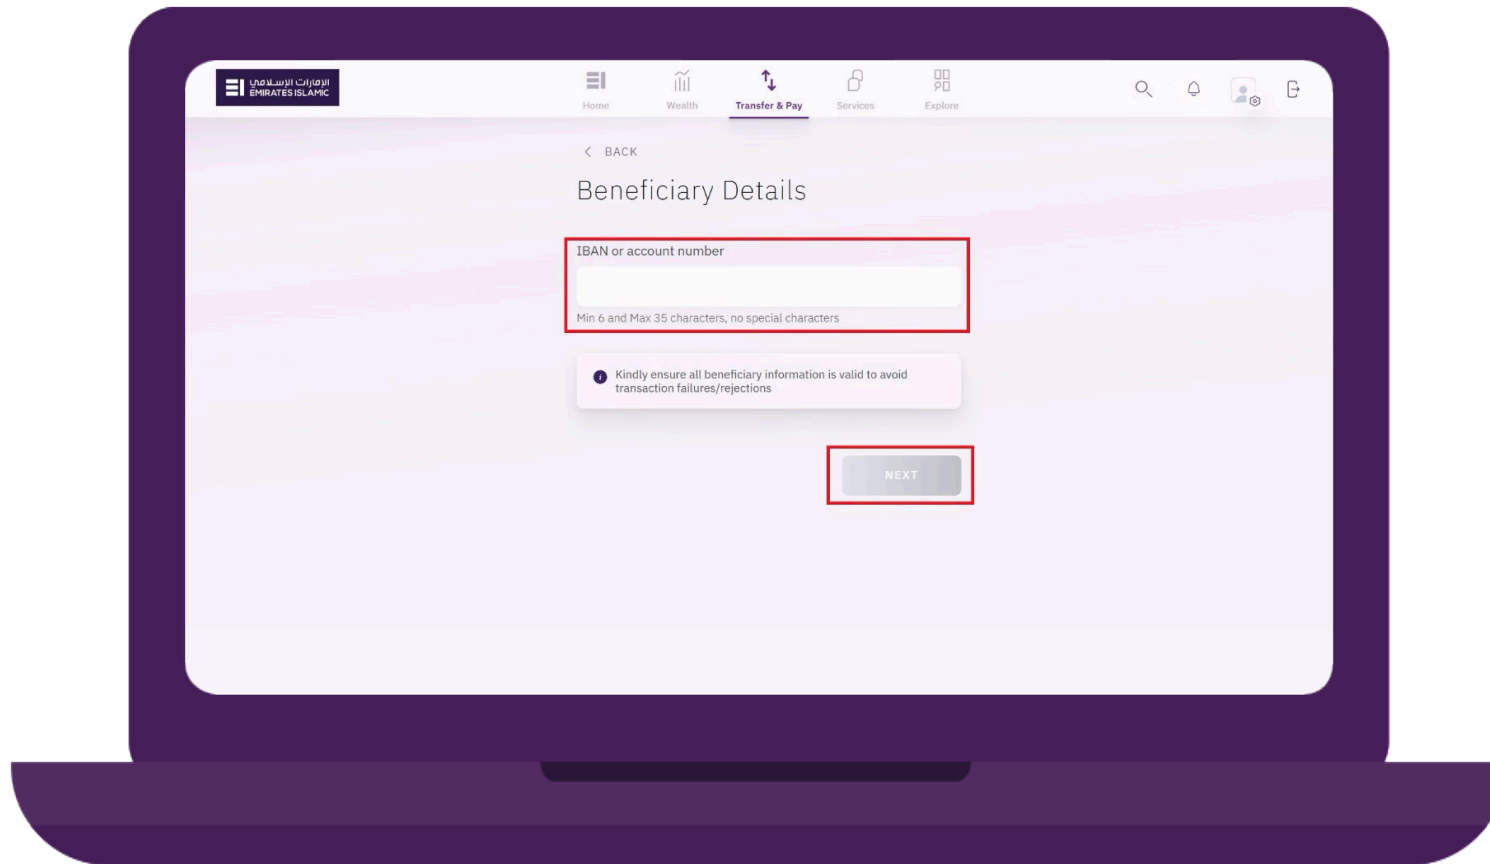 الإمارات الإسلامي
EMIRATES ISLAMIC
Home
Wealth
Transfer & Pay
Services
Explore
BACK
Beneficiary Details
IBAN or account number
Min 6 and Max 35 characters, no special characters
Kindly ensure all beneficiary information is valid to avoid
transaction failures/rejections
NEXT